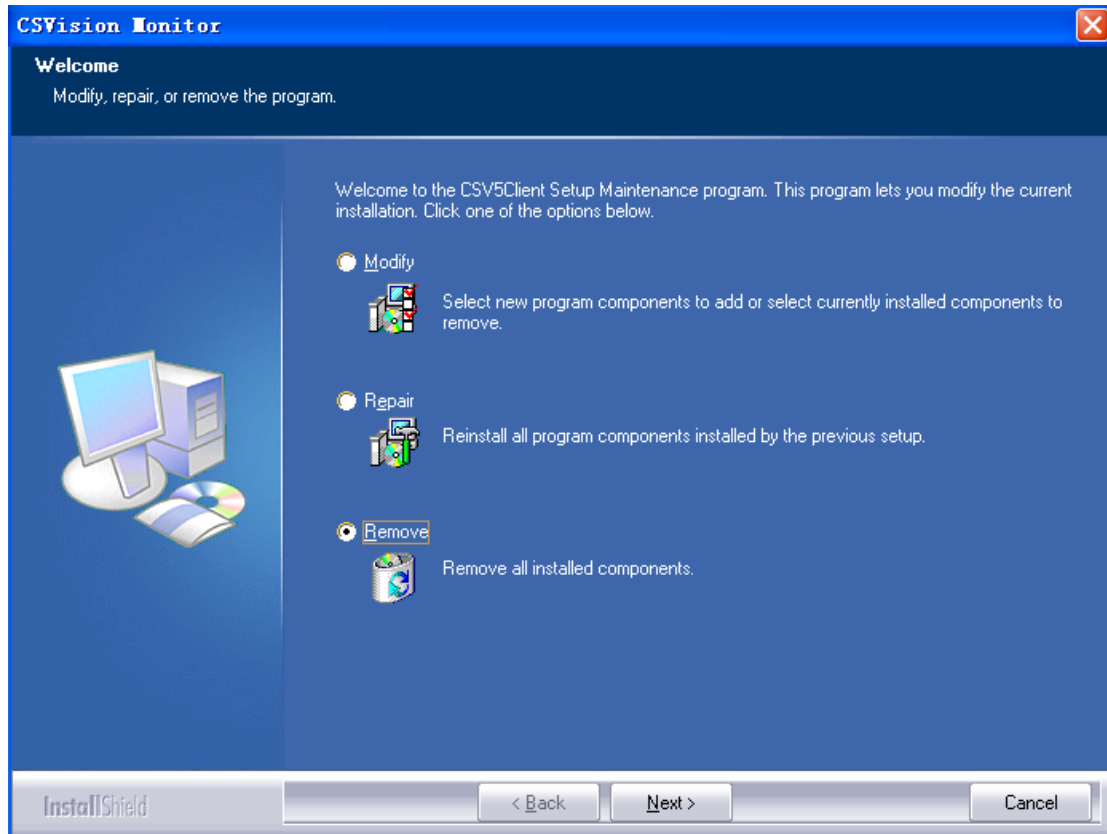 CSVision Monitor
Welcome
Modify, repair, or remove the program.
Welcome to the CSV5Client Setup Maintenance program. This program lets you modify the current
installation. Click one of the options below.
Modify
Select new program components to add or select currently installed components to
remove.
Repair
Reinstall all program components installed by the previous setup.
Remove
Remove all installed components.
InstallShield
< Back
Next >
Cancel